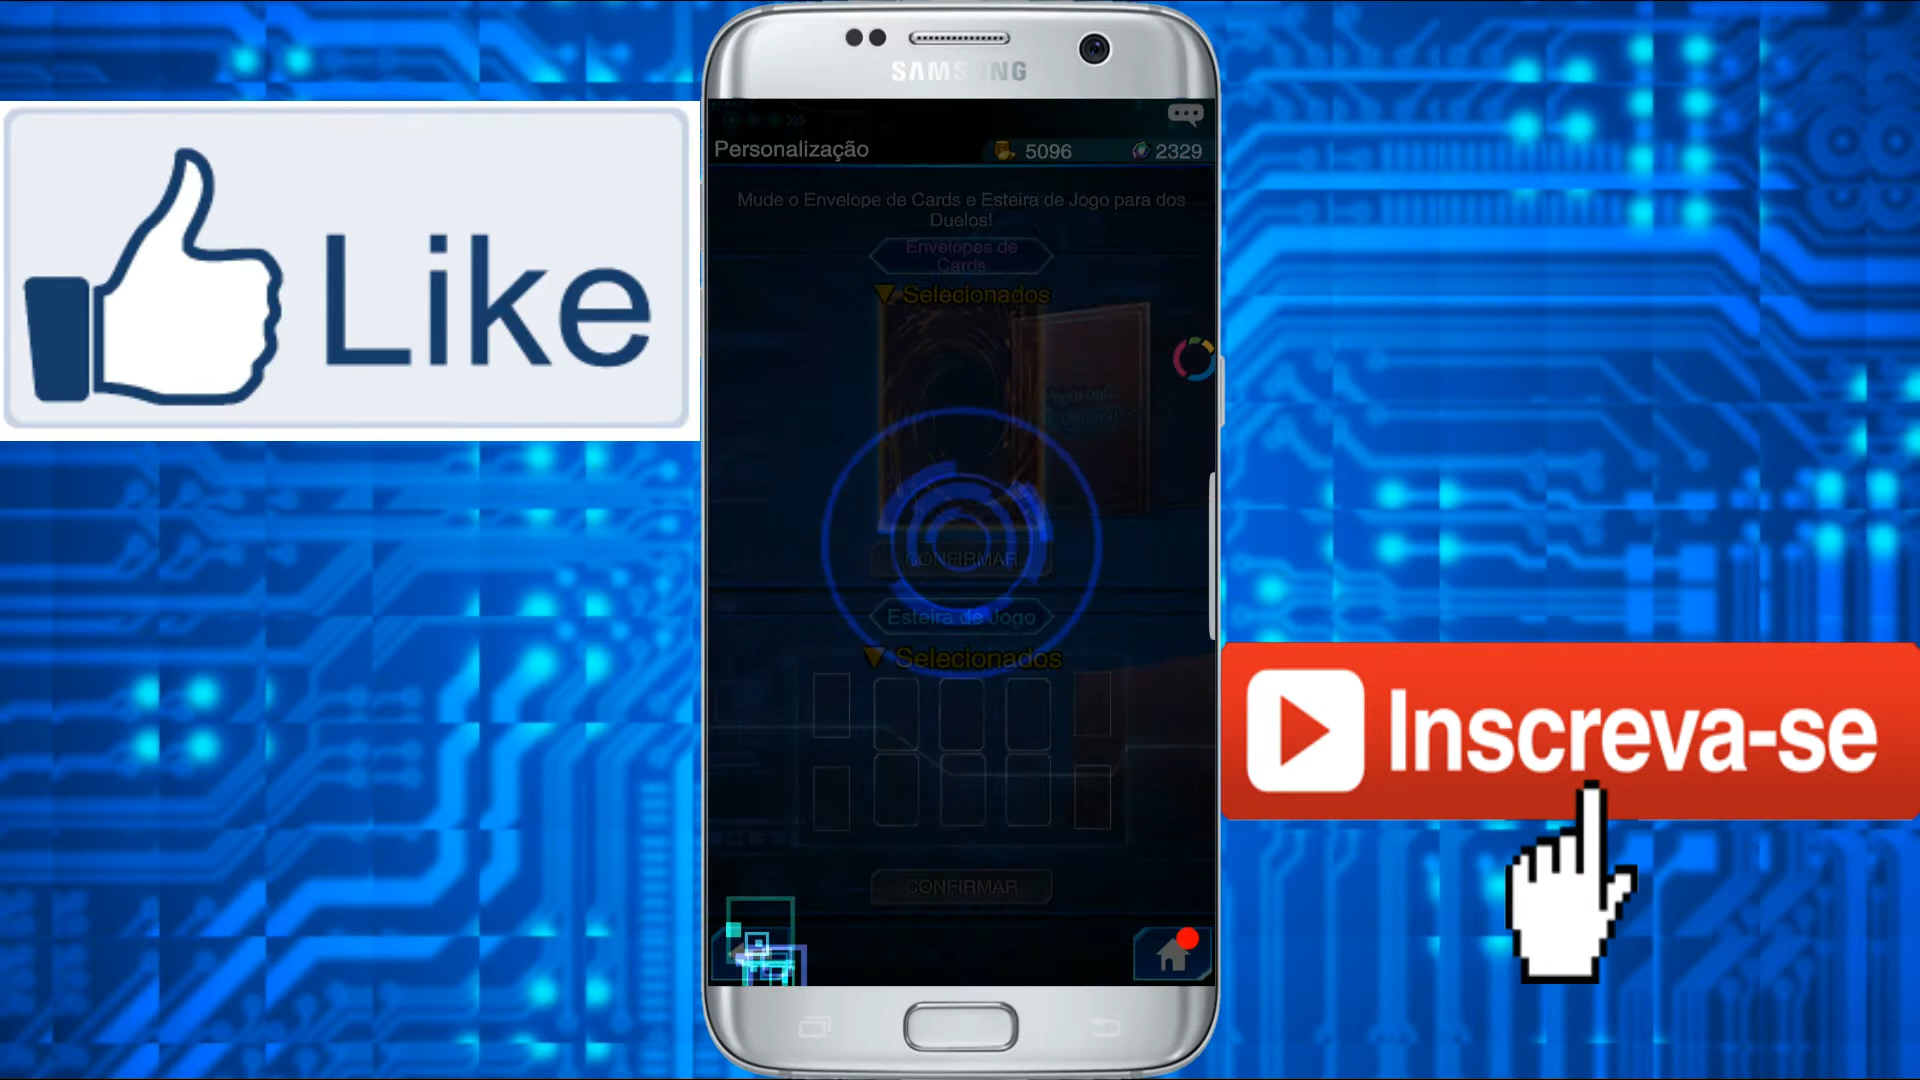 SAMSUNG
Like
Personalização
5096
2329
Mude o Envelope de Cards e Esteira de Jogo para dos
Duelos!
Envelopes de
Cards
Selecionados
CONFIRMAR
Esteira de Jogo
Selecionados
CONFIRMAR
Inscreva-se